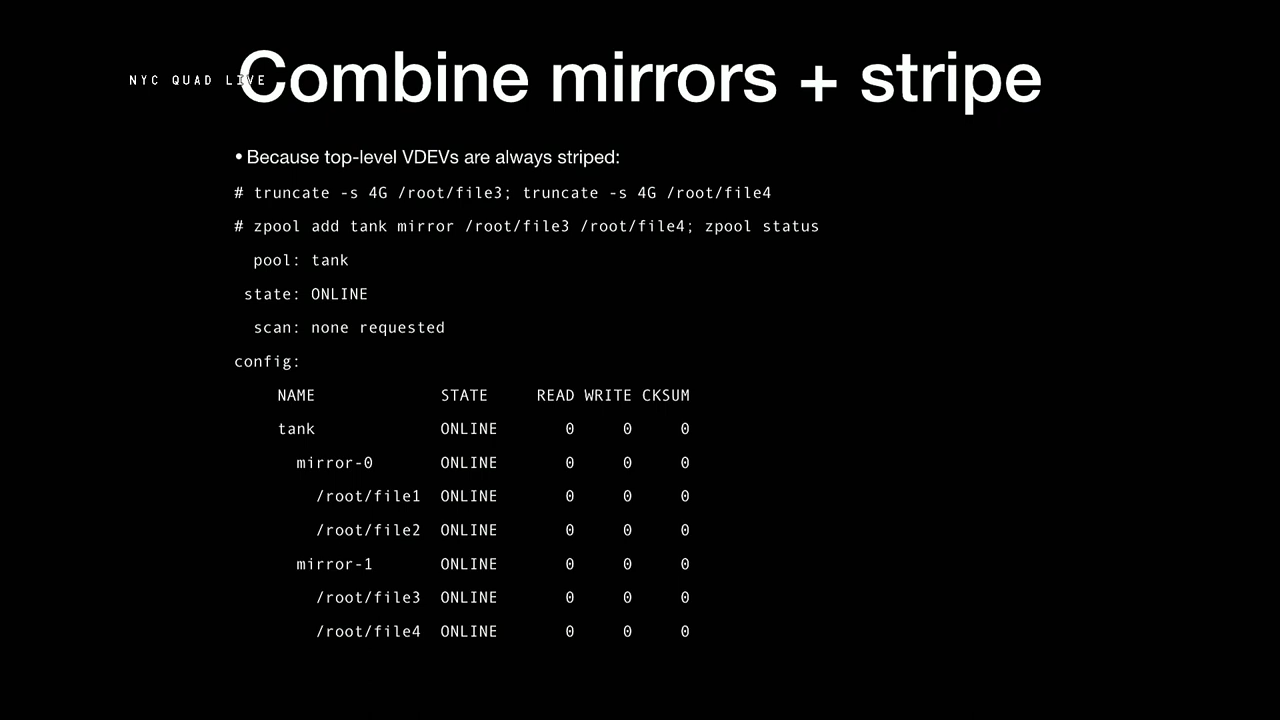 NYC QUAD LIVE
Combine mirrors + stripe
• Because top-level VDEVs are always striped:
# truncate -s 4G /root/file3; truncate -s 4G /root/file4
# zpool add tank mirror /root/file3 /root/file4; zpool status
pool: tank
state: ONLINE
scan: none requested
config:
NAME STATE READ WRITE CKSUM
tank ONLINE 0 0 0
mirror-0 ONLINE 0 0 0
/root/file1 ONLINE 0 0 0
/root/file2 ONLINE 0 0 0
mirror-1 ONLINE 0 0 0
/root/file3 ONLINE 0 0 0
/root/file4 ONLINE 0 0 0